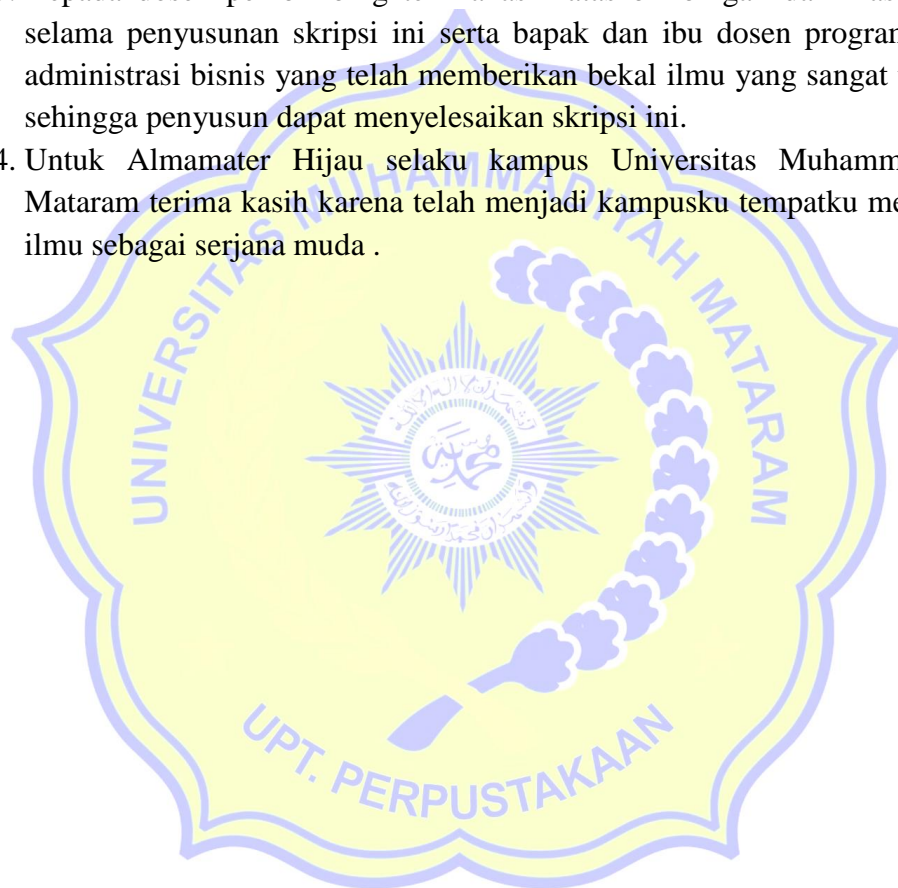 selama penyusunan skripsi ini serta bapak dan ibu dosen program
administrasi bisnis yang telah memberikan bekal ilmu yang sangat
sehingga penyusun dapat menyelesaikan skripsi ini.
4. Untuk Almamater Hijau selaku kampus Universitas Muhamm
Mataram terima kasih karena telah menjadi kampusku tempatku me
ilmu sebagai serjana muda .
UNIVERSITAS MUHAMMADIYAH MATARAM
UPT. PERPUSTAKAAN